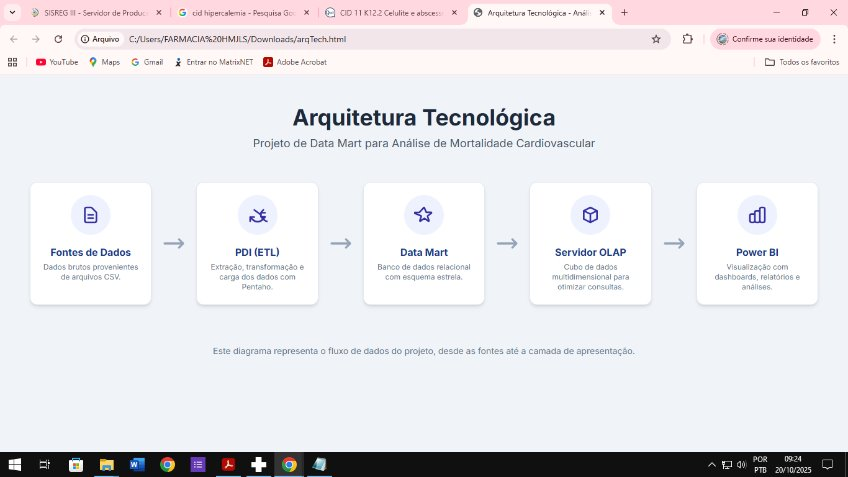 SISREG III - Servidor de Produc
cid hipercalemia - Pesquisa Goo
CID 11 K12.2 Celulite e abscess
Arquitetura Tecnológica - Anál
Arquivo
C:/Users/FARMACIA%20HMJLS/Downloads/arqTech.html
Confirme sua identidade
YouTube
Maps
Gmail
Entrar no MatrixNET
Adobe Acrobat
Todos os favoritos
Arquitetura Tecnológica
Projeto de Data Mart para Análise de Mortalidade Cardiovascular
Fontes de Dados
Dados brutos provenientes
de arquivos CSV.
PDI (ETL)
Extração, transformação e
carga dos dados com
Pentaho.
Data Mart
Banco de dados relacional
com esquema estrela.
Servidor OLAP
Cubo de dados
multidimensional para
otimizar consultas.
Power BI
Visualização com
dashboards, relatórios e
análises.
Este diagrama representa o fluxo de dados do projeto, desde as fontes até a camada de apresentação.
POR
PTB
09:24
20/10/2025